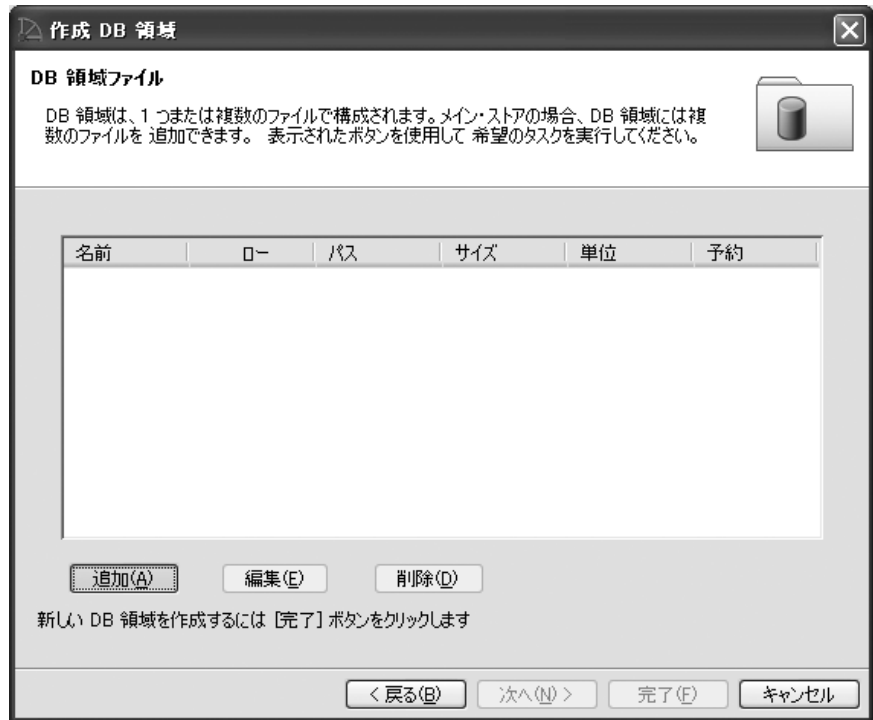 作成 DB 領域
DB 領域ファイル
DB 領域は、1 つまたは複数のファイルで構成されます。メイン・ストアの場合、DB 領域には複
数のファイルを 追加できます。 表示されたボタンを使用して 希望のタスクを実行してください。
名前 ロー パス サイズ 単位 予約
追加(A) 編集(E) 削除(D)
新しい DB 領域を作成するには [完了] ボタンをクリックします
< 戻る(B) 次へ(N) > 完了(F) キャンセル